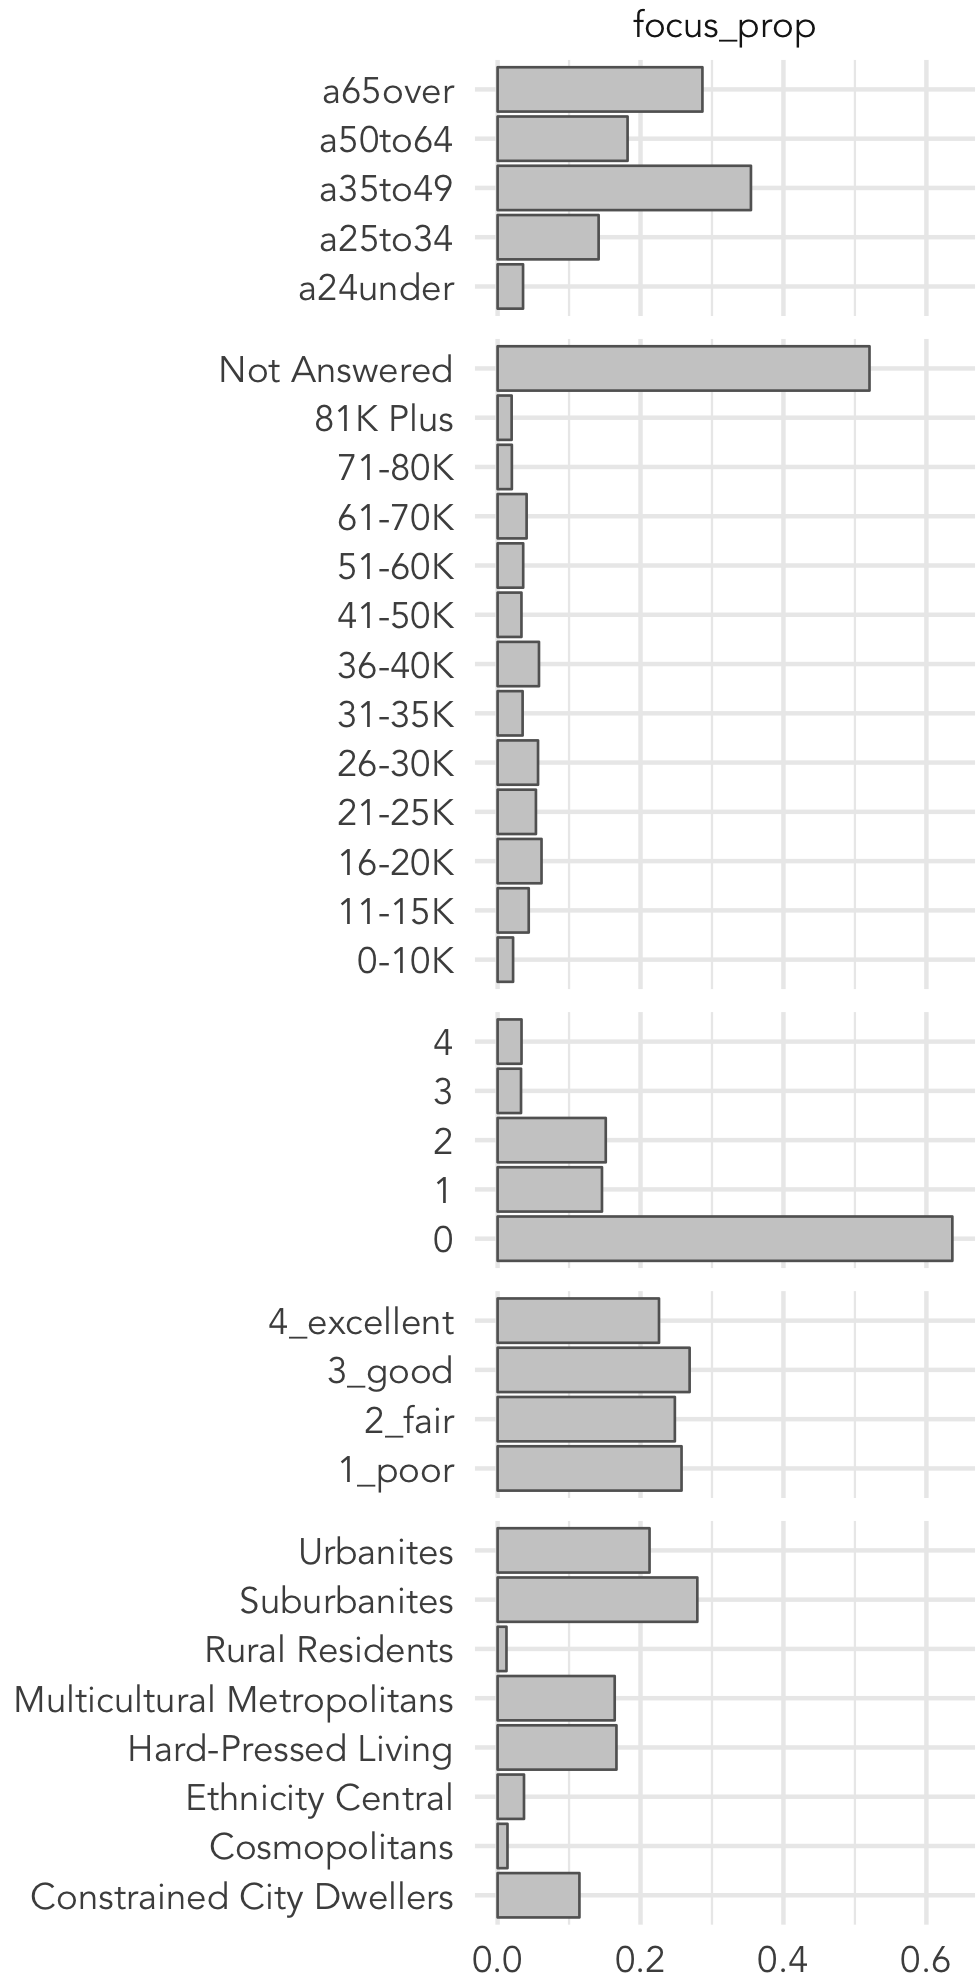 focus_prop
a65over
a50to64
a35to49
a25to34
a24under
Not Answered
81K Plus
71-80K
61-70K
51-60K
41-50K
36-40K
31-35K
26-30K
21-25K
16-20K
11-15K
0-10K
4
3
2
1
0
4_excellent
3_good
2_fair
1_poor
Urbanites
Suburbanites
Rural Residents
Multicultural Metropolitans
Hard-Pressed Living
Ethnicity Central
Cosmopolitans
Constrained City Dwellers
0.0 0.2 0.4 0.6